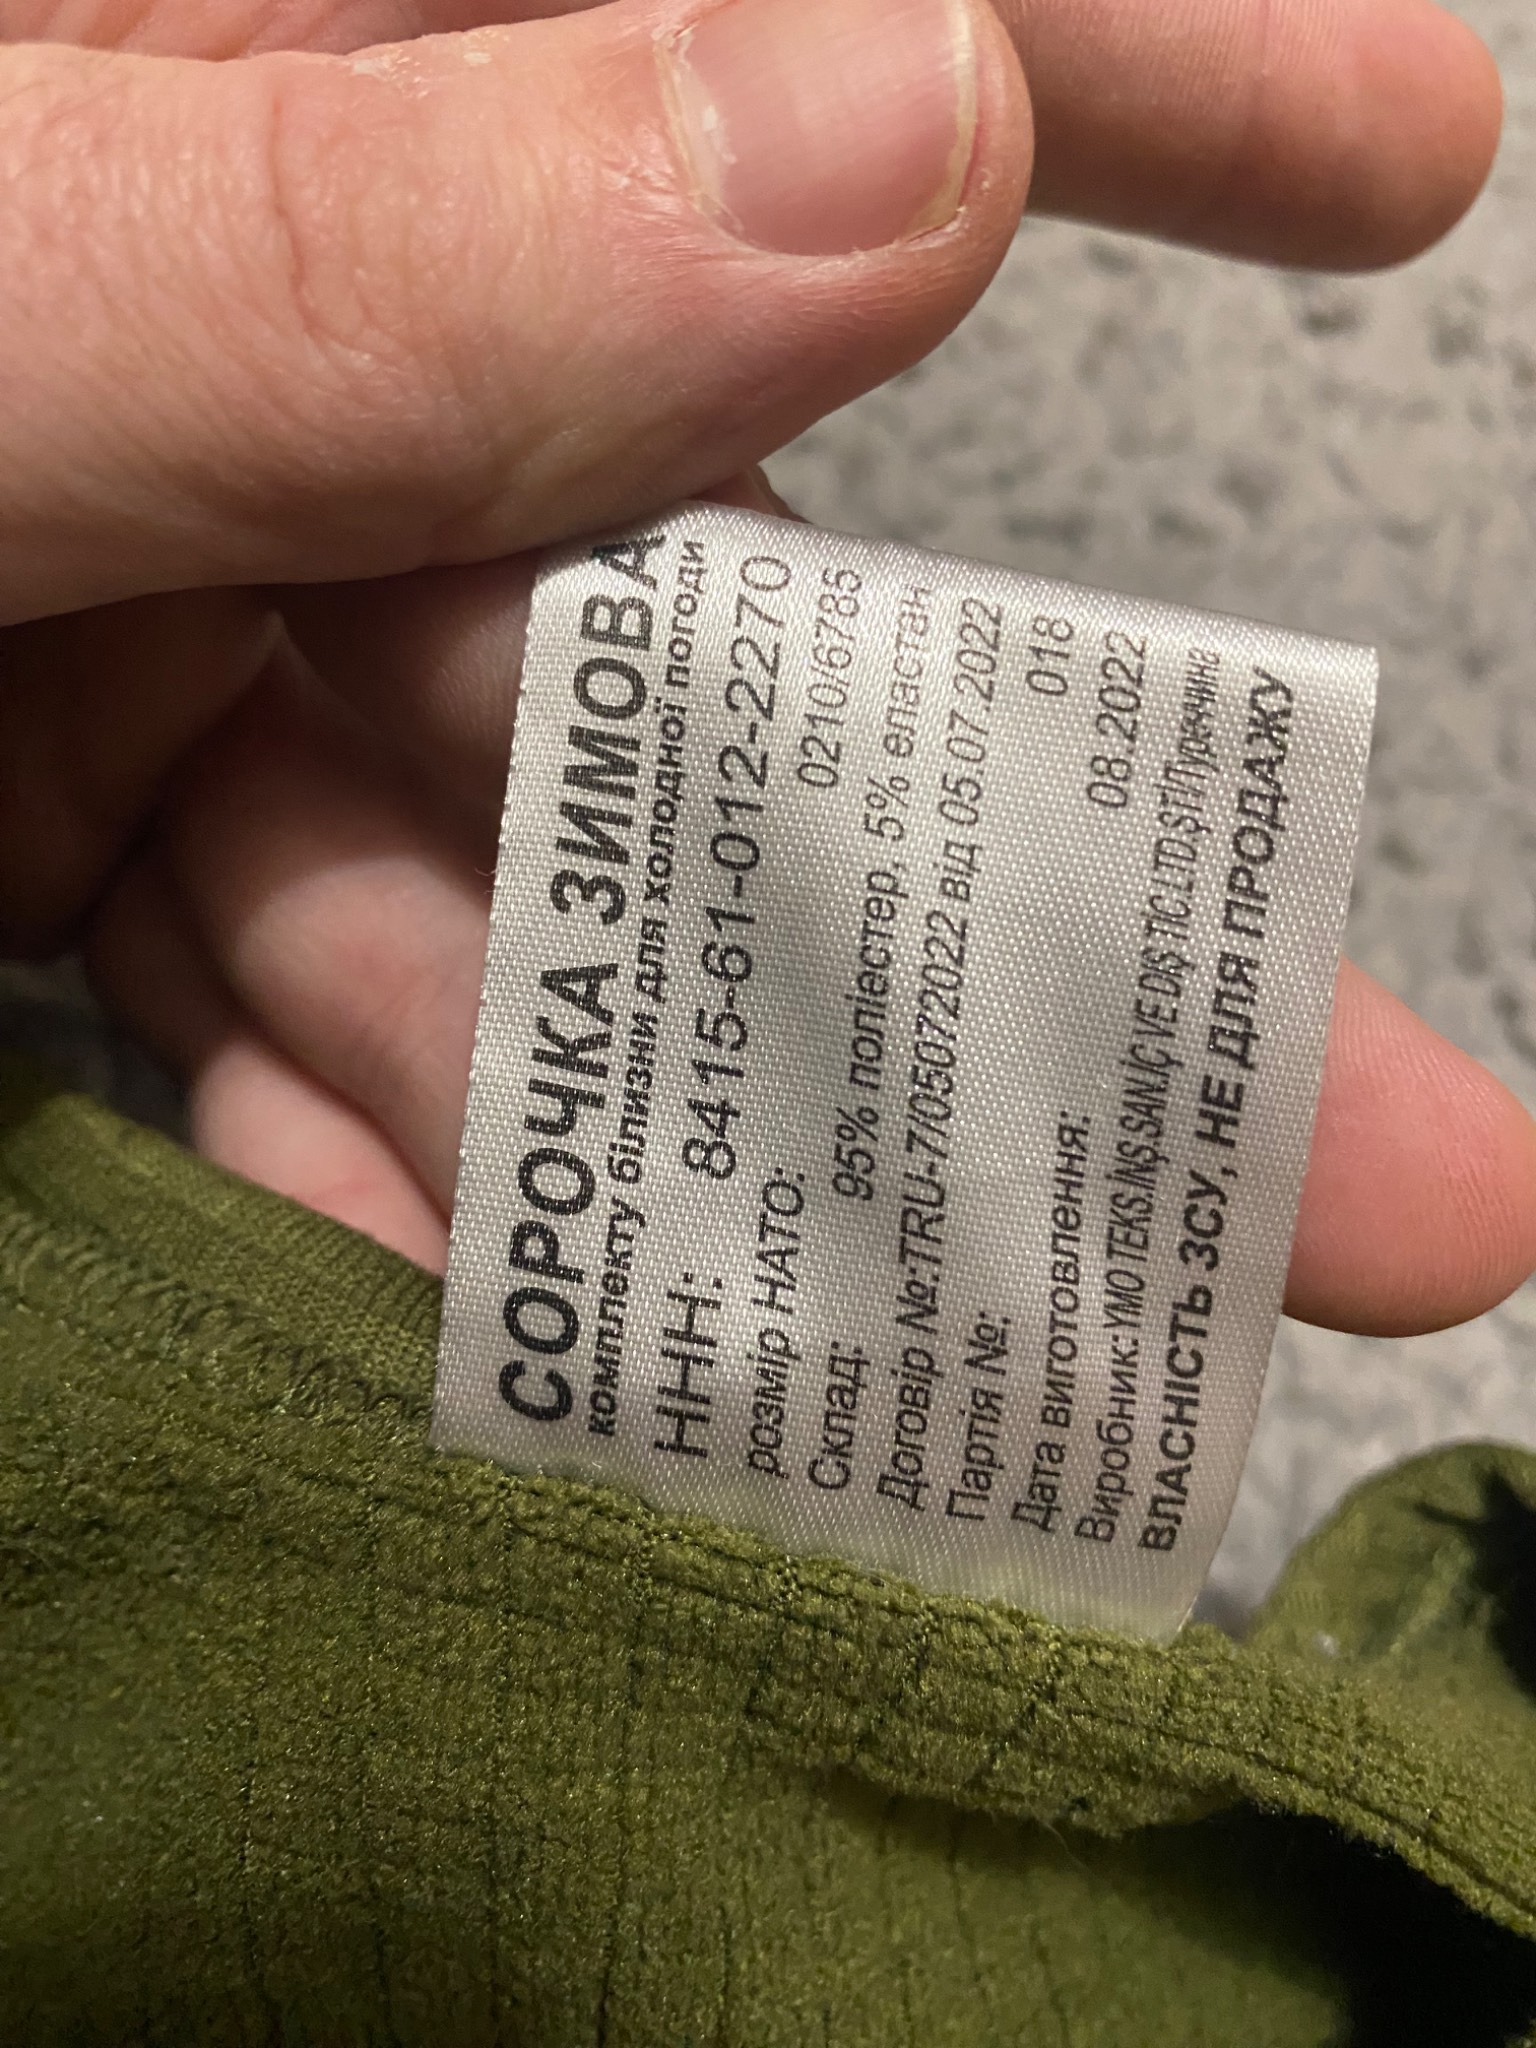 СОРОЧКА ЗИМОВА
комплекту білизни для холодної погоди
ННН: 8415-61-012-2270
розмір НАТО: 0210/6785
Склад: 95% поліестер, 5% еластан
Договір №:TRU-7/05072022 від 05.07.2022
Партія №: 018
Дата виготовлення: 08.2022
Виробник: YMO TEKS.İNŞ.SAN.İÇ VE DIŞ TİC.LTD.ŞTİ/Туреччина
ВЛАСНІСТЬ ЗСУ, НЕ ДЛЯ ПРОДАЖУ